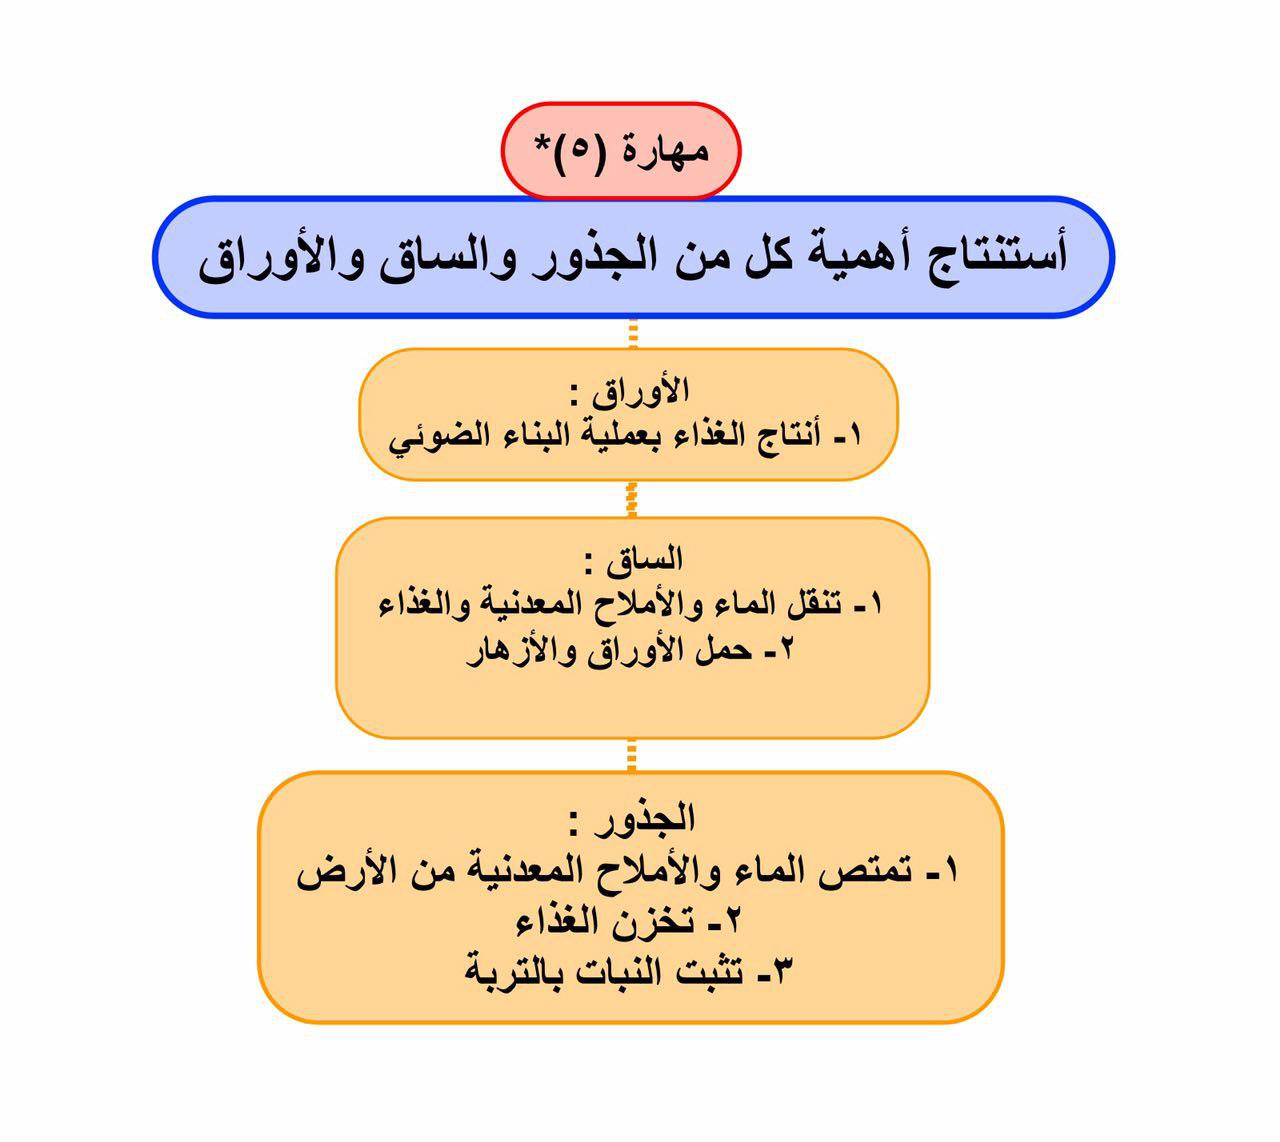 مهارة (٥)*
أستنتاج أهمية كل من الجذور والساق والأوراق
الأوراق :
١- أنتاج الغذاء بعملية البناء الضوئي
الساق :
١- تنقل الماء والأملاح المعدنية والغذاء
٢- حمل الأوراق والأزهار
الجذور :
١- تمتص الماء والأملاح المعدنية من الأرض
٢- تخزن الغذاء
٣- تثبت النبات بالتربة